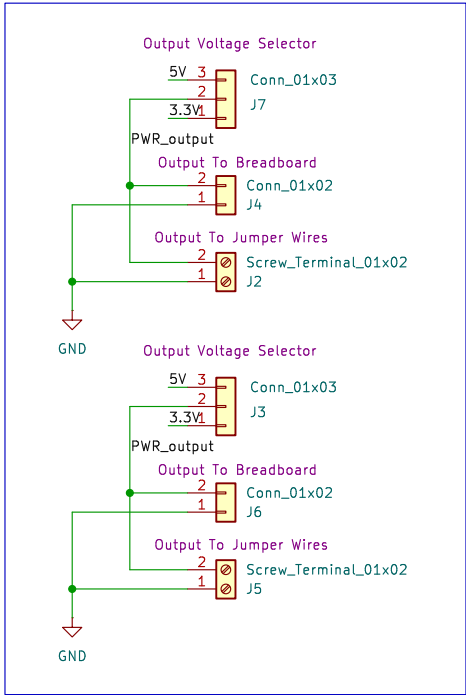 Output Voltage Selector
5V 3 Conn_01x03
2
3.3V 1 J7
PWR_output
Output To Breadboard
2 Conn_01x02
1 J4
Output To Jumper Wires
2 Screw_Terminal_01x02
1 J2
GND
Output Voltage Selector
5V 3 Conn_01x03
2
3.3V 1 J3
PWR_output
Output To Breadboard
2 Conn_01x02
1 J6
Output To Jumper Wires
2 Screw_Terminal_01x02
1 J5
GND